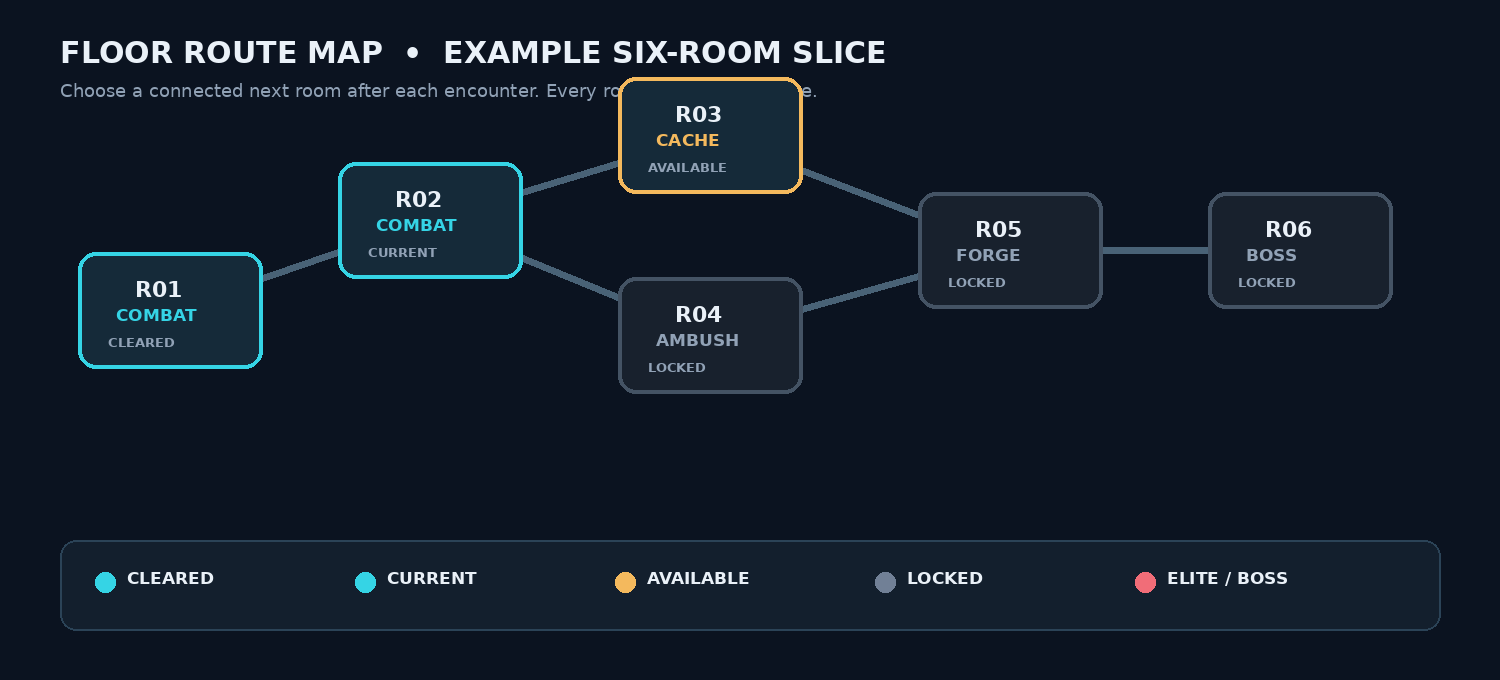 FLOOR ROUTE MAP • EXAMPLE SIX-ROOM SLICE
Choose a connected next room after each encounter. Every
R03
CACHE
AVAILABLE
R02
COMBAT
CURRENT
R01
COMBAT
CLEARED
R04
AMBUSH
LOCKED
R05
FORGE
LOCKED
R06
BOSS
LOCKED
CLEARED
CURRENT
AVAILABLE
LOCKED
ELITE / BOSS